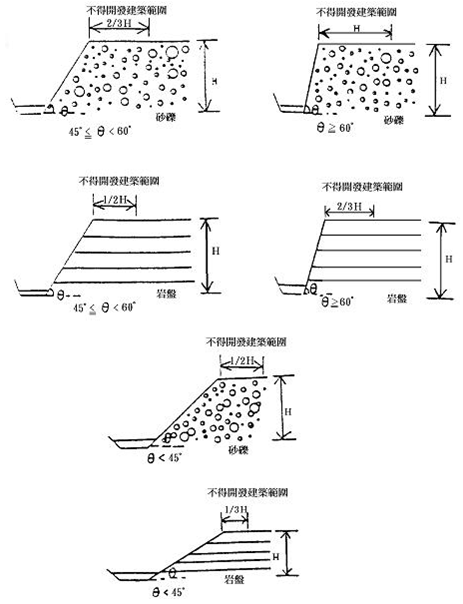 不得開發建築範圍
2/3H
H
θ
砂礫
45°≦θ<60°
不得開發建築範圍
H
H
θ
砂礫
θ≧60°
不得開發建築範圍
1/2H
H
θ
岩盤
45°≦θ<60°
不得開發建築範圍
2/3H
H
θ
岩盤
θ≧60°
不得開發建築範圍
1/2H
H
θ
砂礫
θ<45°
不得開發建築範圍
1/3H
H
θ
岩盤
θ<45°